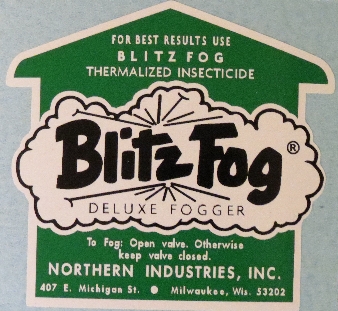 FOR BEST RESULTS USE
BLITZ FOG
THERMALIZED INSECTICIDE
Blitz Fog®
DELUXE FOGGER
To Fog: Open valve. Otherwise
keep valve closed.
NORTHERN INDUSTRIES, INC.
407 E. Michigan St. ● Milwaukee, Wis. 53202